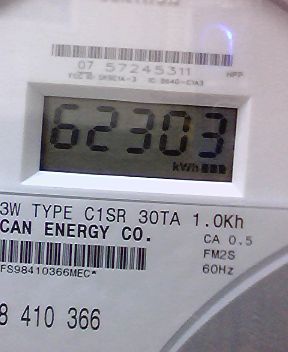 07 57245311 HPP
62303
kWh
3W TYPE C1SR 30TA 1.0Kh
CAN ENERGY CO. CA 0.5
FM2S
FS98410366MEC* 60Hz
8 410 366